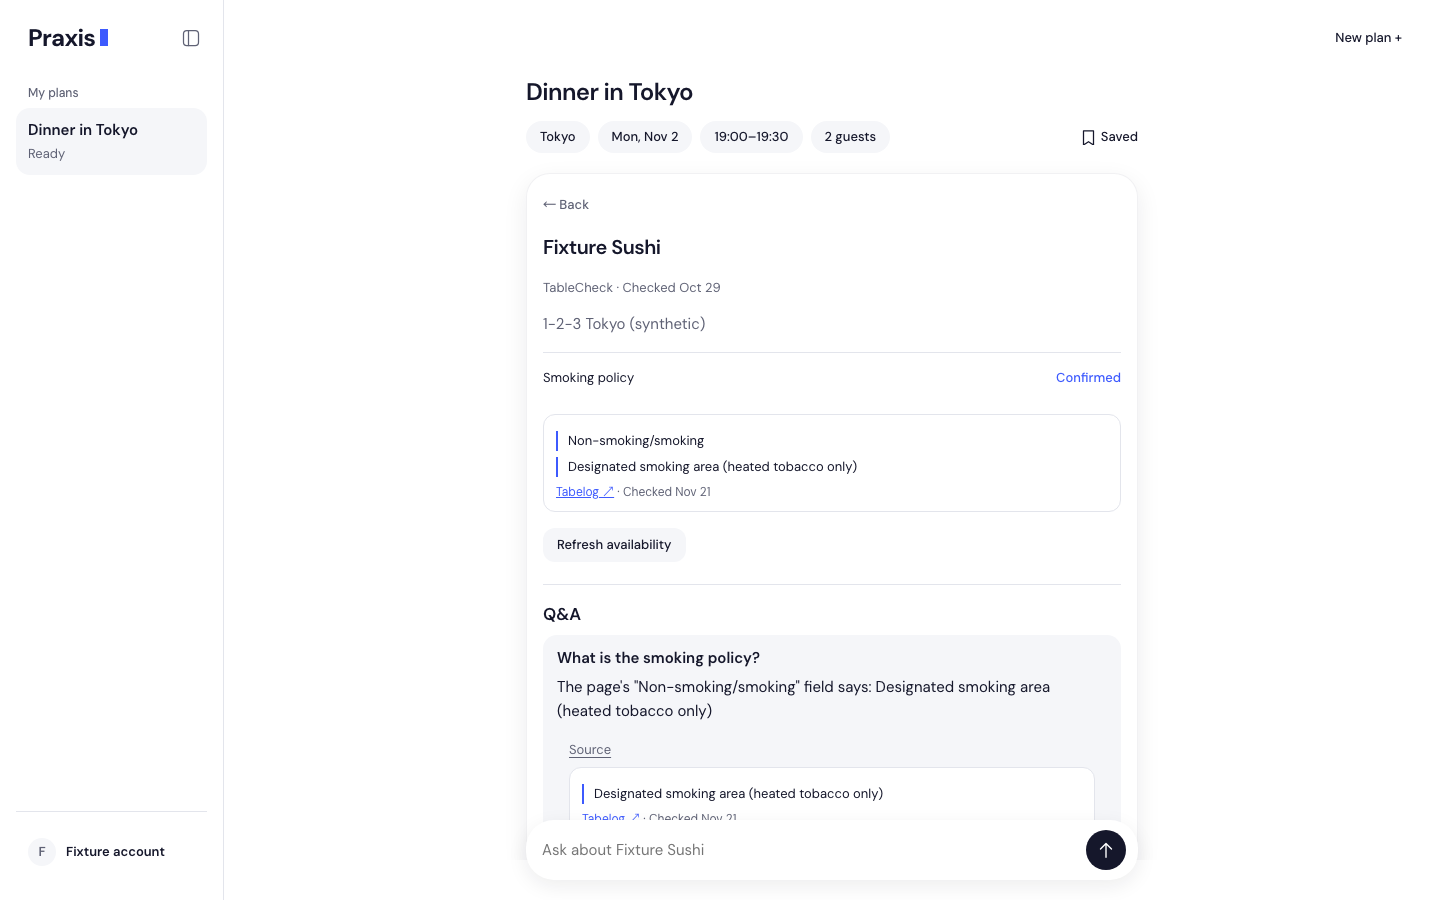 Praxis
New plan +
My plans
Dinner in Tokyo
Ready
Dinner in Tokyo
Tokyo
Mon, Nov 2
19:00–19:30
2 guests
Saved
← Back
Fixture Sushi
TableCheck · Checked Oct 29
1-2-3 Tokyo (synthetic)
Smoking policy
Confirmed
Non-smoking/smoking
Designated smoking area (heated tobacco only)
Tabelog ↗ · Checked Nov 21
Refresh availability
Q&A
What is the smoking policy?
The page's "Non-smoking/smoking" field says: Designated smoking area
(heated tobacco only)
Source
Designated smoking area (heated tobacco only)
Tabelog ↗ · Checked Nov 21
Ask about Fixture Sushi
F
Fixture account